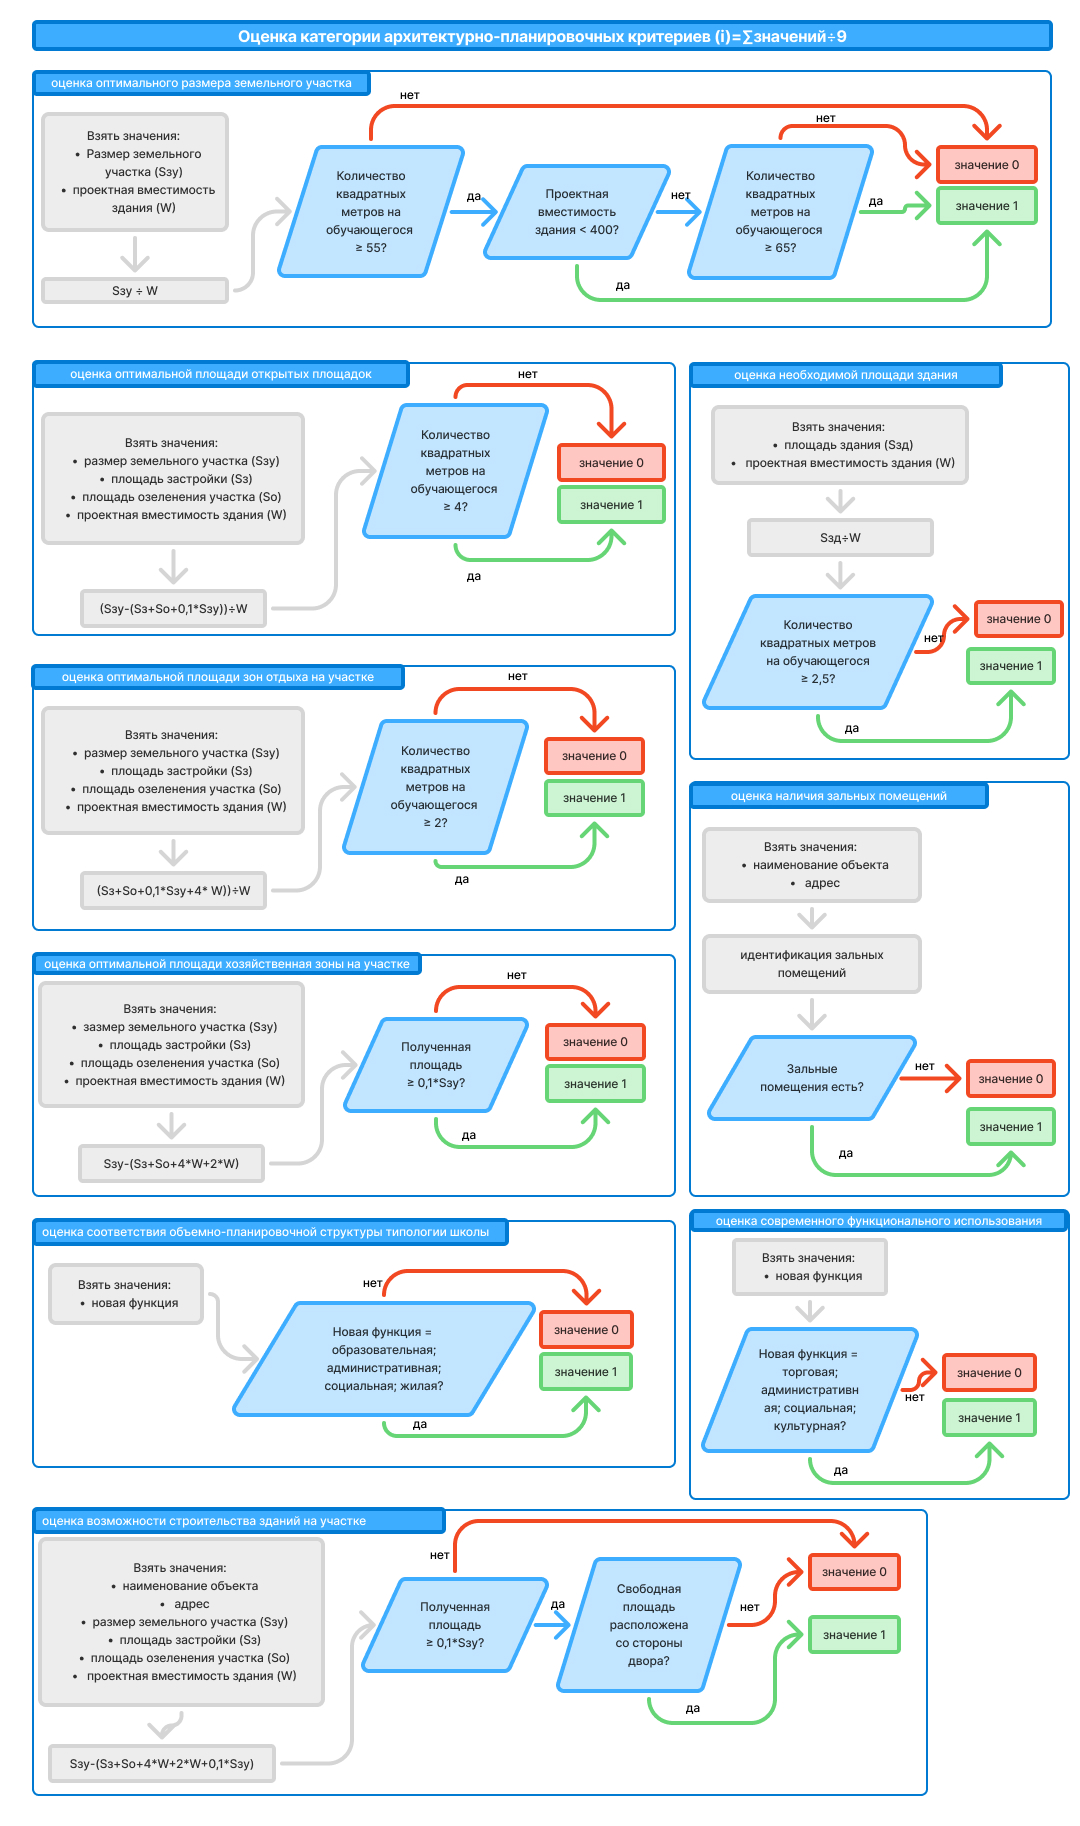 Оценка категории архитектурно-планировочных критериев (i)=∑значений÷9
оценка оптимального размера земельного участка
Взять значения:
• Размер земельного
участка (Sзу)
• проектная вместимость
здания (W)
Sзу ÷ W
нет
Количество
квадратных
метров на
обучающегося
≥ 55?
да
Проектная
вместимость
здания < 400?
нет
да
нет
Количество
квадратных
метров на
обучающегося
≥ 65?
да
значение 0
значение 1
оценка оптимальной площади открытых площадок
Взять значения:
• размер земельного участка (Sзу)
• площадь застройки (Sз)
• площадь озеленения участка (So)
• проектная вместимость здания (W)
(Sзу-(Sз+So+0,1*Sзу))÷W
нет
Количество
квадратных
метров на
обучающегося
≥ 4?
да
значение 0
значение 1
оценка необходимой площади здания
Взять значения:
• площадь здания (Sзд)
• проектная вместимость здания (W)
Sзд÷W
Количество
квадратных метров
на обучающегося
≥ 2,5?
нет
да
значение 0
значение 1
оценка оптимальной площади зон отдыха на участке
Взять значения:
• размер земельного участка (Sзу)
• площадь застройки (Sз)
• площадь озеленения участка (So)
• проектная вместимость здания (W)
(Sз+So+0,1*Sзу+4* W))÷W
нет
Количество
квадратных
метров на
обучающегося
≥ 2?
да
значение 0
значение 1
оценка наличия зальных помещений
Взять значения:
• наименование объекта
• адрес
идентификация зальных
помещений
Зальные
помещения есть?
нет
да
значение 0
значение 1
оценка оптимальной площади хозяйственная зоны на участке
Взять значения:
• зазмер земельного участка (Sзу)
• площадь застройки (Sз)
• площадь озеленения участка (So)
• проектная вместимость здания (W)
Sзу-(Sз+So+4*W+2*W)
нет
Полученная
площадь
≥ 0,1*Sзу?
да
значение 0
значение 1
оценка соответствия объемно-планировочной структуры типологии школы
Взять значения:
• новая функция
нет
Новая функция =
образовательная;
административная;
социальная; жилая?
да
значение 0
значение 1
оценка современного функционального использования
Взять значения:
• новая функция
Новая функция =
торговая;
административн
ая; социальная;
культурная?
нет
да
значение 0
значение 1
оценка возможности строительства зданий на участке
Взять значения:
• наименование объекта
• адрес
• размер земельного участка (Sзу)
• площадь застройки (Sз)
• площадь озеленения участка (So)
• проектная вместимость здания (W)
Sзу-(Sз+So+4*W+2*W+0,1*Sзу)
нет
Полученная
площадь
≥ 0,1*Sзу?
да
Свободная
площадь
расположена
со стороны
двора?
нет
да
значение 0
значение 1